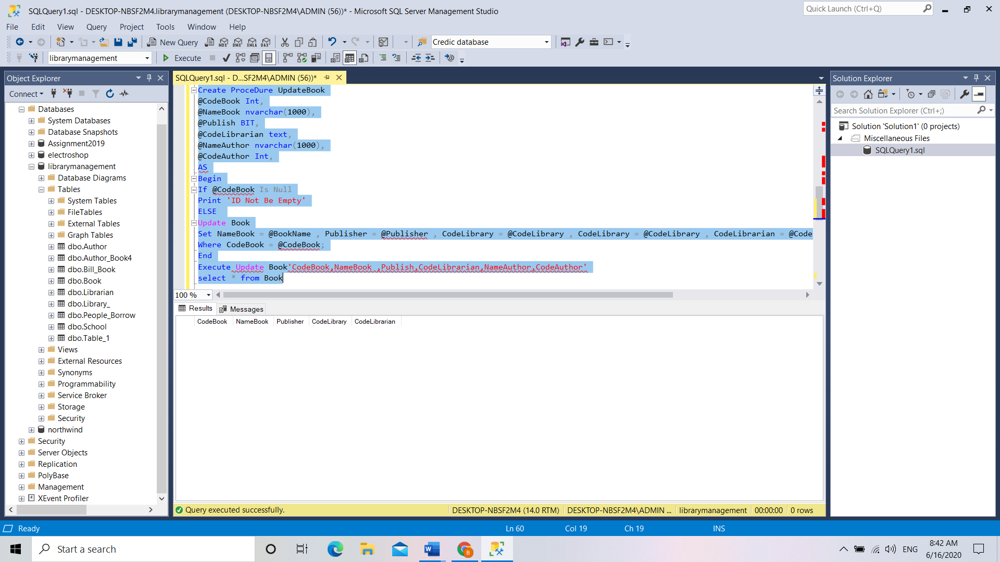 SQLQuery1.sql - DESKTOP-NBSF2M4.librarymanagement (DESKTOP-NBSF2M4\ADMIN (56))* - Microsoft SQL Server Management Studio
Quick Launch (Ctrl+Q)
File Edit View Query Project Tools Window Help
New Query
MDX DMX XMLA DAX
Credic database
librarymanagement
Execute
Object Explorer
Connect
Databases
System Databases
Database Snapshots
Assignment2019
electroshop
librarymanagement
Database Diagrams
Tables
System Tables
FileTables
External Tables
Graph Tables
dbo.Author
dbo.Author_Book4
dbo.Bill_Book
dbo.Book
dbo.Librarian
dbo.Library_
dbo.People_Borrow
dbo.School
dbo.Table_1
Views
External Resources
Synonyms
Programmability
Service Broker
Storage
Security
northwind
Security
Server Objects
Replication
PolyBase
Management
XEvent Profiler
SQLQuery1.sql - D...SF2M4\ADMIN (56))*
Create ProceDure UpdateBook
@CodeBook Int,
@NameBook nvarchar(1000),
@Publish BIT,
@CodeLibrarian text,
@NameAuthor nvarchar(1000),
@CodeAuthor Int,
AS
Begin
If @CodeBook Is Null
Print 'ID Not Be Empty'
ELSE
Update Book
Set NameBook = @BookName , Publisher = @Publisher , CodeLibrary = @CodeLibrary , CodeLibrary = @CodeLibrary , CodeLibrarian = @Code
Where CodeBook = @CodeBook;
End
Execute Update Book'CodeBook,NameBook ,Publish,CodeLibrarian,NameAuthor,CodeAuthor'
select * from Book
100 %
Results Messages
CodeBook NameBook Publisher CodeLibrary CodeLibrarian
Query executed successfully.
DESKTOP-NBSF2M4 (14.0 RTM) DESKTOP-NBSF2M4\ADMIN ... librarymanagement 00:00:00 0 rows
Solution Explorer
Search Solution Explorer (Ctrl+;)
Solution 'Solution1' (0 projects)
Miscellaneous Files
SQLQuery1.sql
Ready
Ln 60 Col 19 Ch 19 INS
Start a search
W
B
ENG
8:42 AM
6/16/2020